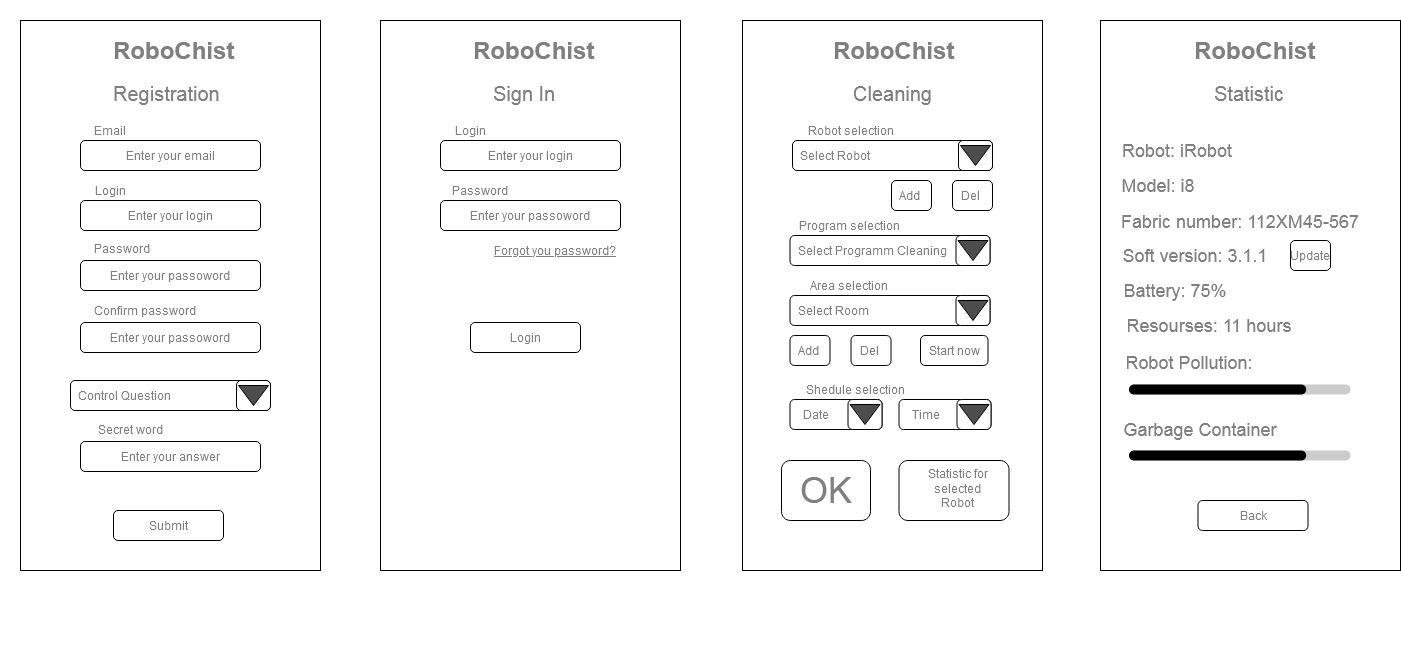 RoboChist
Registration
Email
Enter your email
Login
Enter your login
Password
Enter your passoword
Confirm password
Enter your passoword
Control Question
Secret word
Enter your answer
Submit
RoboChist
Sign In
Login
Enter your login
Password
Enter your passoword
Forgot you password?
Login
RoboChist
Cleaning
Robot selection
Select Robot
Add
Del
Program selection
Select Programm Cleaning
Area selection
Select Room
Add
Del
Start now
Shedule selection
Date
Time
OK
Statistic for
selected
Robot
RoboChist
Statistic
Robot: iRobot
Model: i8
Fabric number: 112XM45-567
Soft version: 3.1.1
Update
Battery: 75%
Resourses: 11 hours
Robot Pollution:
Garbage Container
Back